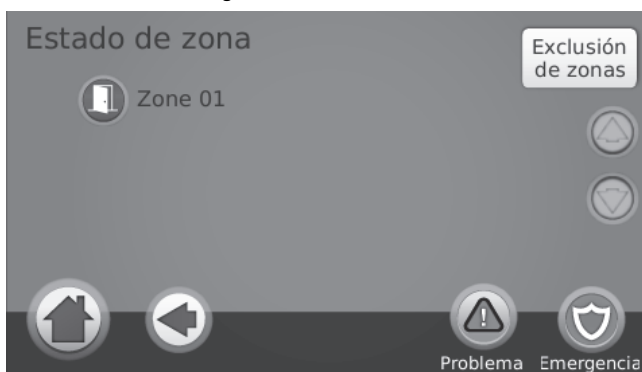 Estado de zona
Exclusión
de zonas
Zone 01
Problema
Emergencia